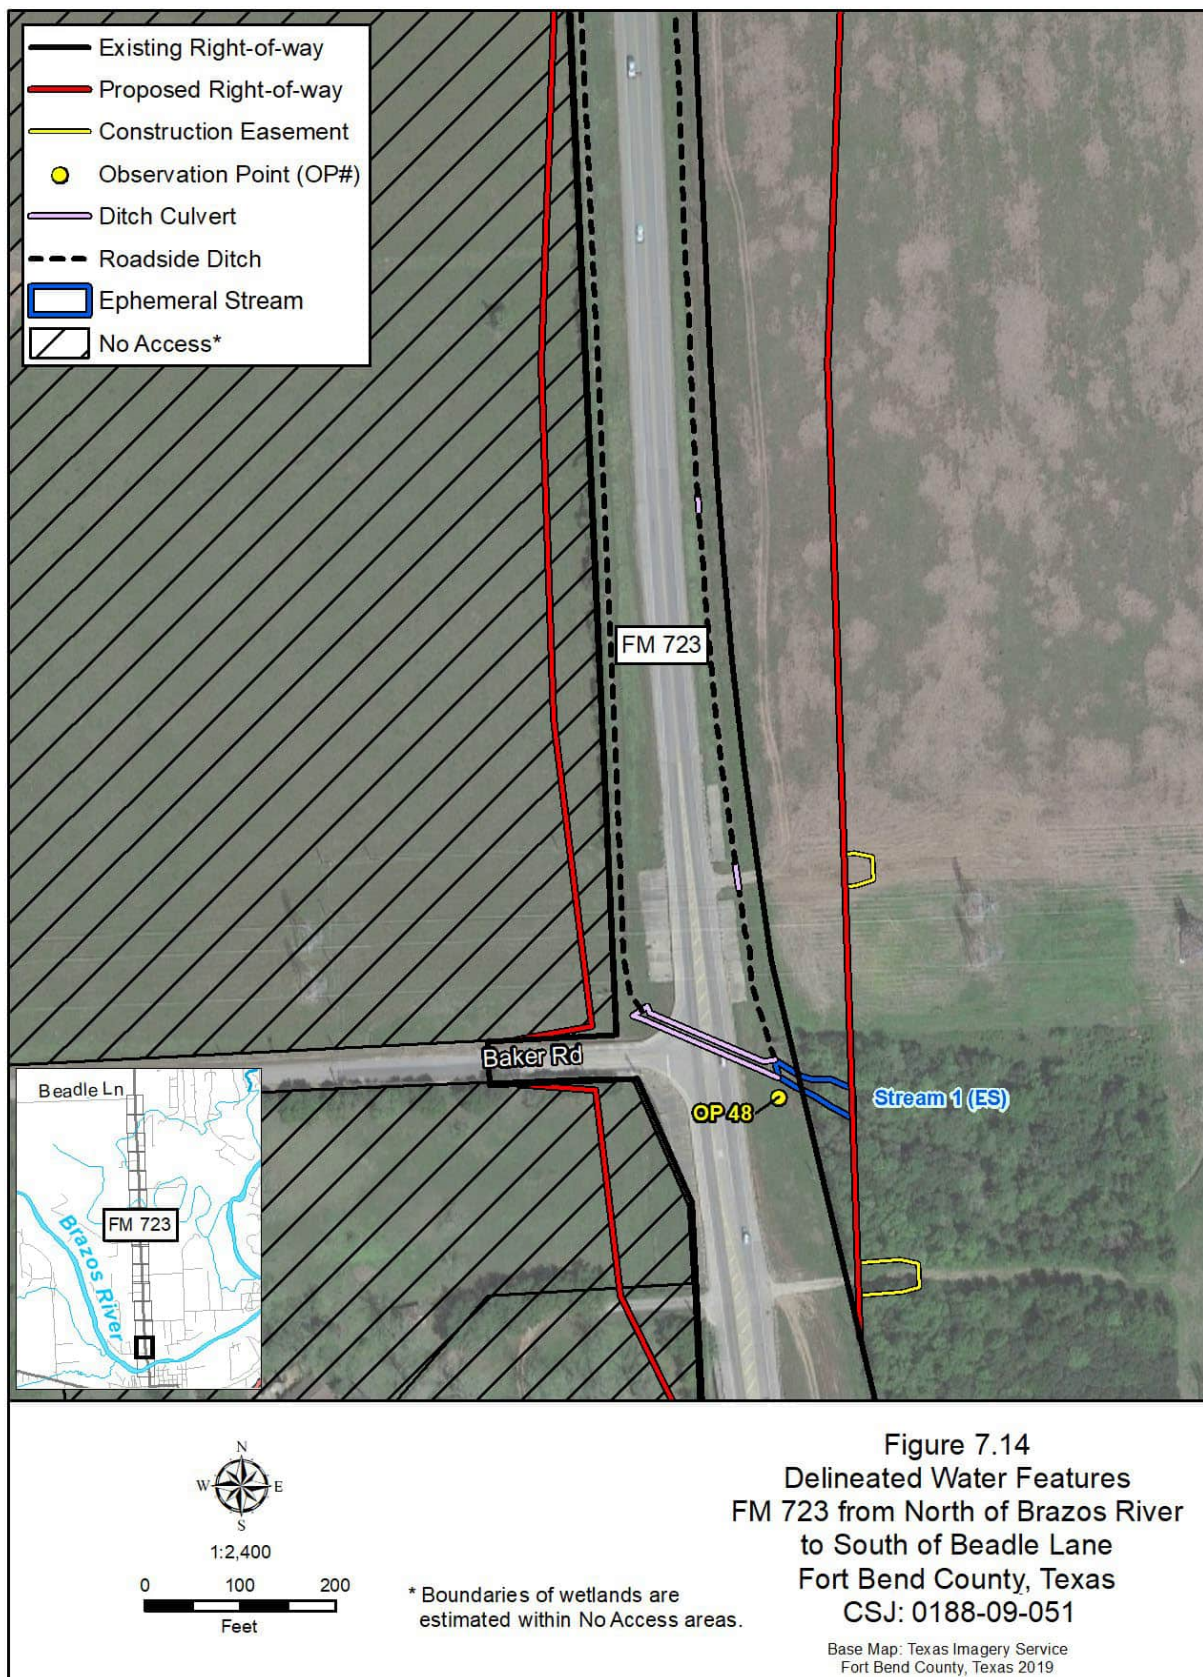 Existing Right-of-way
Proposed Right-of-way
Construction Easement
Observation Point (OP#)
Ditch Culvert
Roadside Ditch
Ephemeral Stream
No Access*
FM 723
Baker Rd
OP 48
Stream 1 (ES)
Beadle Ln
FM 723
Brazos River
N
W
E
S
1:2,400
0 100 200
Feet
* Boundaries of wetlands are
estimated within No Access areas.
Figure 7.14
Delineated Water Features
FM 723 from North of Brazos River
to South of Beadle Lane
Fort Bend County, Texas
CSJ: 0188-09-051
Base Map: Texas Imagery Service
Fort Bend County, Texas 2019